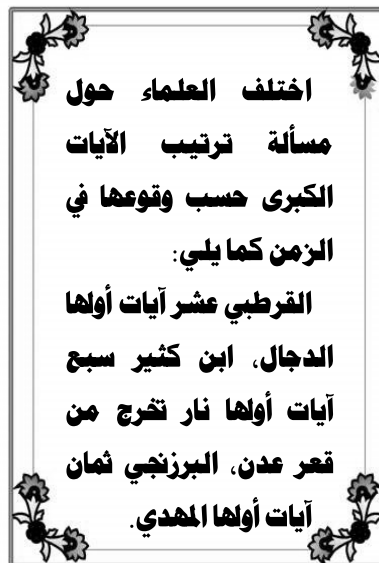 اختلف العلماء حول
مسألة ترتيب الآيات
الكبرى حسب وقوعها في
الزمن كما يلي:
القرطبي عشر آيات أولها
الدجال، ابن كثير سبع
آيات أولها نار تخرج من
قعر عدن، البرزنجي ثمان
آيات أولها المهدي.